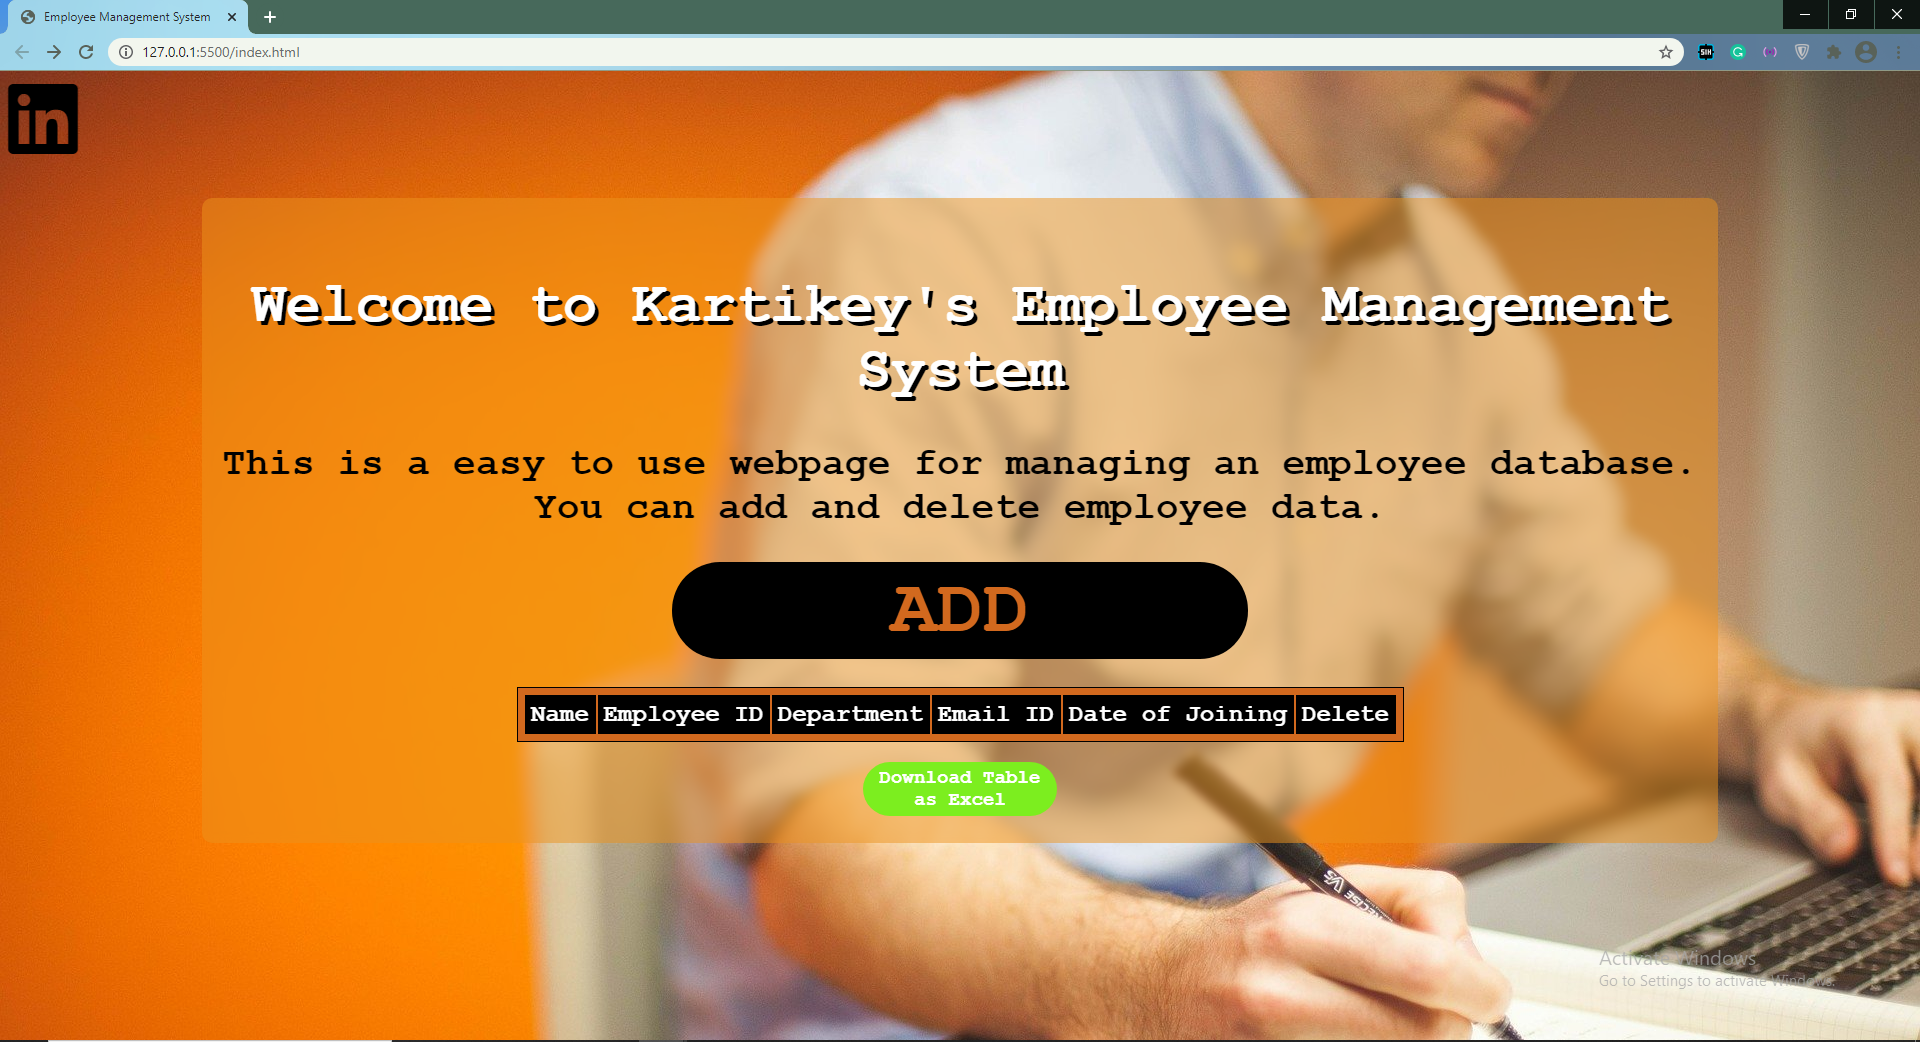 Employee Management System
127.0.0.1:5500/index.html
SIH
in
Welcome to Kartikey's Employee Management
System
This is a easy to use webpage for managing an employee database.
You can add and delete employee data.
ADD
Name Employee ID Department Email ID Date of Joining Delete
Download Table
as Excel
V5
Activate Windows
Go to Settings to activate Windows.